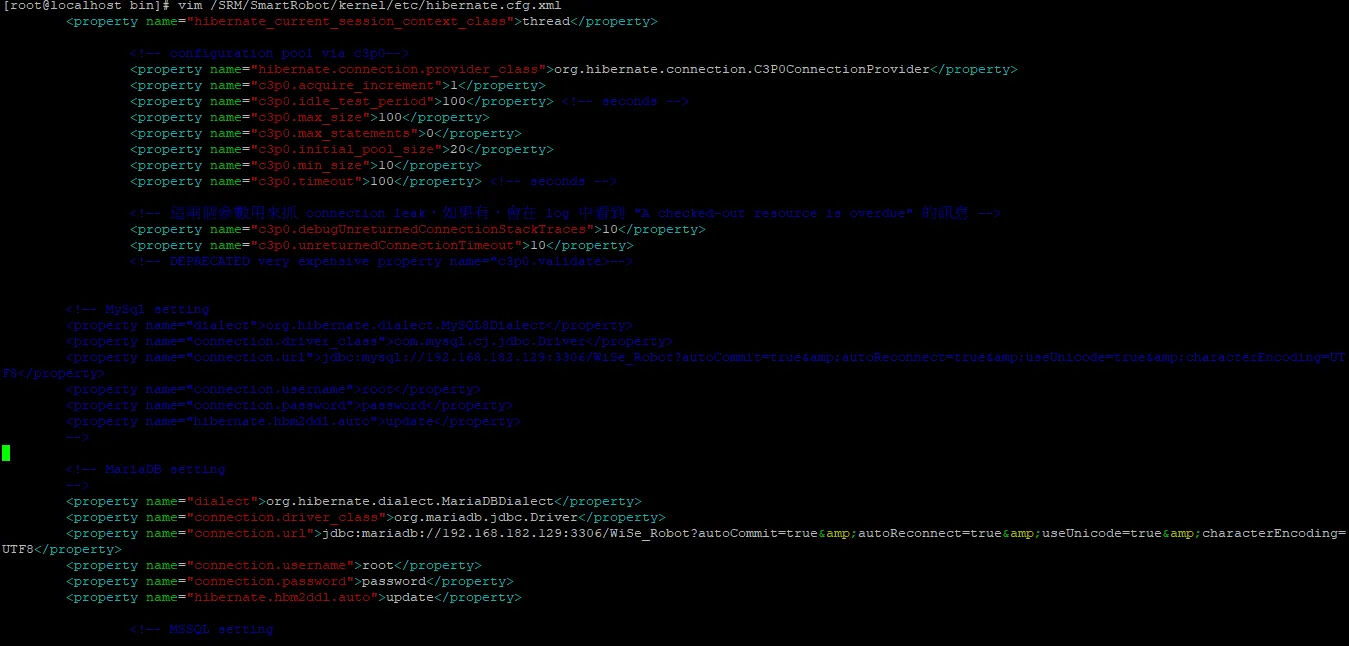 [root@localhost bin]# vim /SRM/SmartRobot/kernel/etc/hibernate.cfg.xml
<property name="hibernate_current_session_context_class">thread</property>
<!-- configuration pool via c3p0-->
<property name="hibernate.connection.provider_class">org.hibernate.connection.C3P0ConnectionProvider</property>
<property name="c3p0.acquire_increment">1</property>
<property name="c3p0.idle_test_period">100</property> <!-- seconds -->
<property name="c3p0.max_size">100</property>
<property name="c3p0.max_statements">0</property>
<property name="c3p0.initial_pool_size">20</property>
<property name="c3p0.min_size">10</property>
<property name="c3p0.timeout">100</property> <!-- seconds -->
<!-- 這兩個參數用來抓 connection leak，如果有，會在 log 中看到 "A checked-out resource is overdue" 的訊息 -->
<property name="c3p0.debugUnreturnedConnectionStackTraces">10</property>
<property name="c3p0.unreturnedConnectionTimeout">10</property>
<!-- DEPRECATED very expensive property name="c3p0.validate>-->
<!-- MySql setting
<property name="dialect">org.hibernate.dialect.MySQL8Dialect</property>
<property name="connection.driver_class">com.mysql.cj.jdbc.Driver</property>
<property name="connection.url">jdbc:mysql://192.168.182.129:3306/WiSe_Robot?autoCommit=true&amp;autoReconnect=true&amp;useUnicode=true&amp;characterEncoding=UT
F8</property>
<property name="connection.username">root</property>
<property name="connection.password">password</property>
<property name="hibernate.hbm2ddl.auto">update</property>
-->
<!-- MariaDB setting
-->
<property name="dialect">org.hibernate.dialect.MariaDBDialect</property>
<property name="connection.driver_class">org.mariadb.jdbc.Driver</property>
<property name="connection.url">jdbc:mariadb://192.168.182.129:3306/WiSe_Robot?autoCommit=true&amp;autoReconnect=true&amp;useUnicode=true&amp;characterEncoding=
UTF8</property>
<property name="connection.username">root</property>
<property name="connection.password">password</property>
<property name="hibernate.hbm2ddl.auto">update</property>
<!-- MSSQL setting